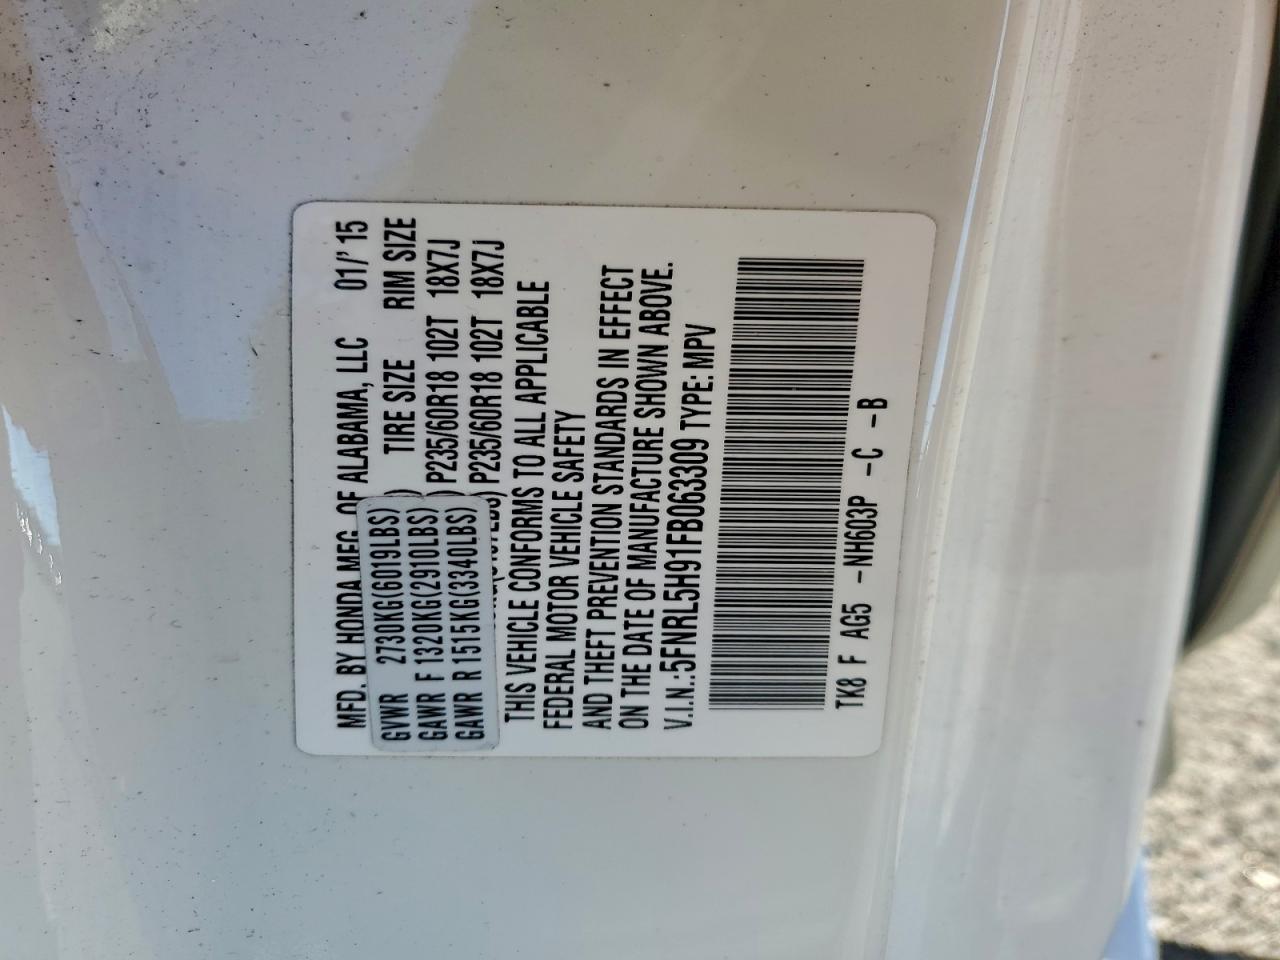 MFD. BY HONDA MFG. OF ALABAMA, LLC 01/' 15
TIRE SIZE RIM SIZE
GVWR 2730KG(6019LBS)
GAWR F 1320KG(2910LBS) P235/60R18 102T 18X7J
GAWR R 1515KG(3340LBS) P235/60R18 102T 18X7J
THIS VEHICLE CONFORMS TO ALL APPLICABLE
FEDERAL MOTOR VEHICLE SAFETY
AND THEFT PREVENTION STANDARDS IN EFFECT
ON THE DATE OF MANUFACTURE SHOWN ABOVE.
V.I.N.:5FNRL5H91FB063309 TYPE: MPV
TK8 F AG5 -NH603P -C -B